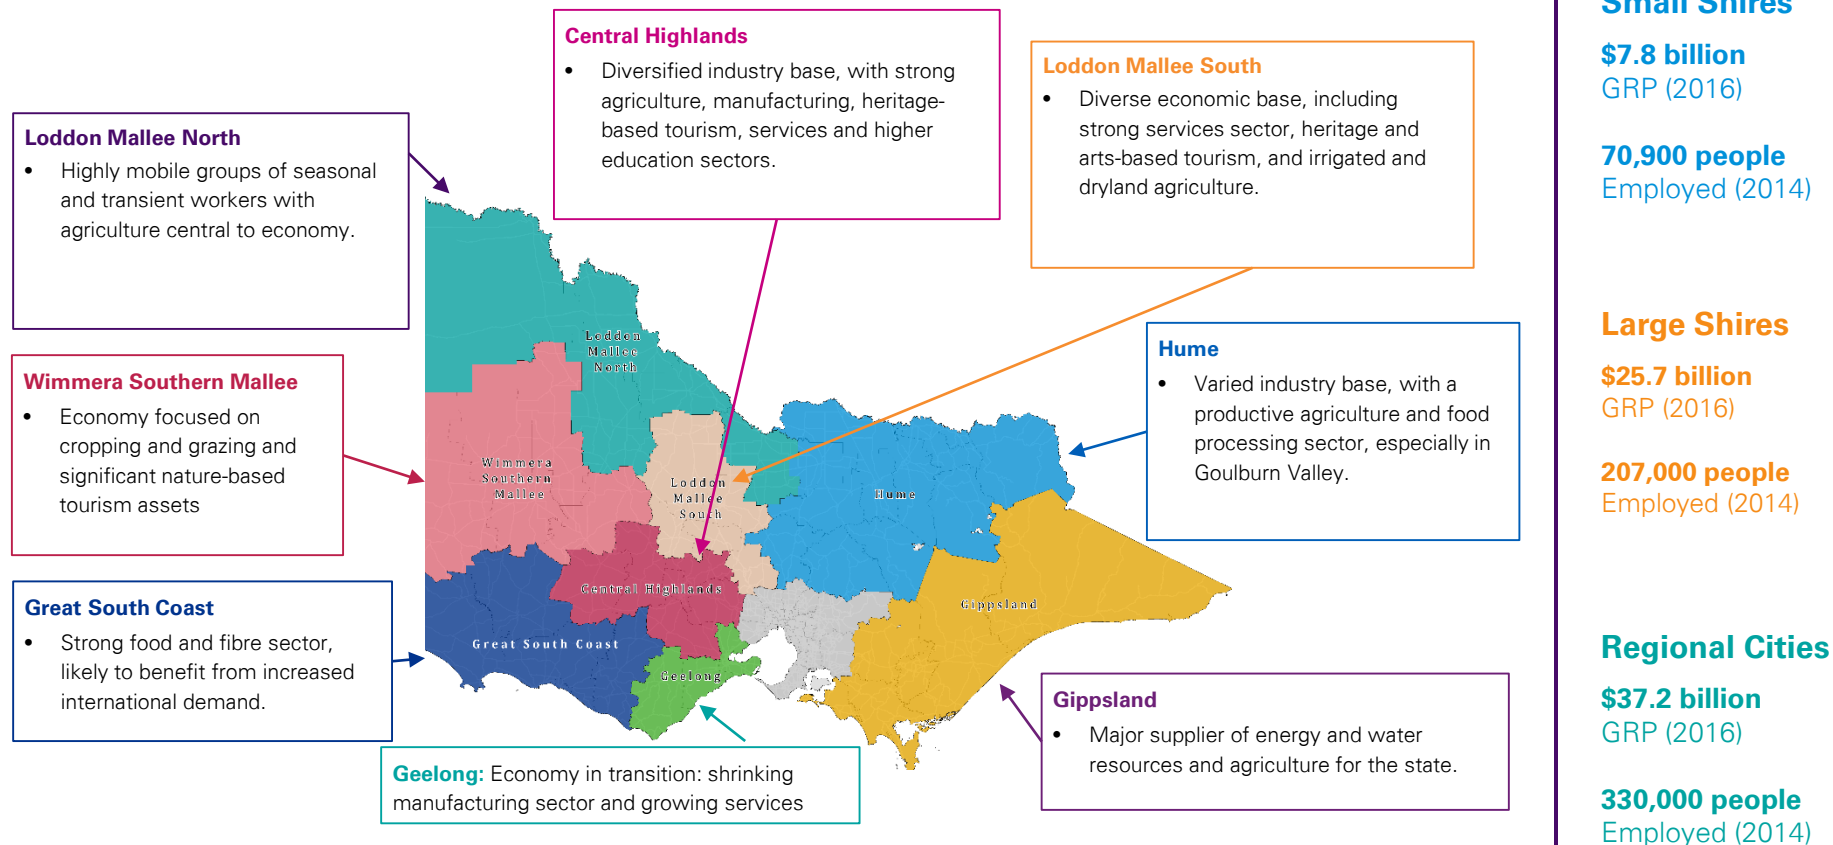 Central Highlands
• Diversified industry base, with strong
agriculture, manufacturing, heritage-
based tourism, services and higher
education sectors.
Loddon Mallee South
• Diverse economic base, including
strong services sector, heritage and
arts-based tourism, and irrigated and
dryland agriculture.
Loddon Mallee North
• Highly mobile groups of seasonal
and transient workers with
agriculture central to economy.
Wimmera Southern Mallee
• Economy focused on
cropping and grazing and
significant nature-based
tourism assets
Hume
• Varied industry base, with a
productive agriculture and food
processing sector, especially in
Goulburn Valley.
Great South Coast
• Strong food and fibre sector,
likely to benefit from increased
international demand.
Geelong: Economy in transition: shrinking
manufacturing sector and growing services
Gippsland
• Major supplier of energy and water
resources and agriculture for the state.
Loddon
Mallee
North
Wimmera
Southern
Mallee
Loddon
Mallee
South
Hume
Central Highlands
Gippsland
Great South Coast
Geelong
Small Shires
$7.8 billion
GRP (2016)
70,900 people
Employed (2014)
Large Shires
$25.7 billion
GRP (2016)
207,000 people
Employed (2014)
Regional Cities
$37.2 billion
GRP (2016)
330,000 people
Employed (2014)